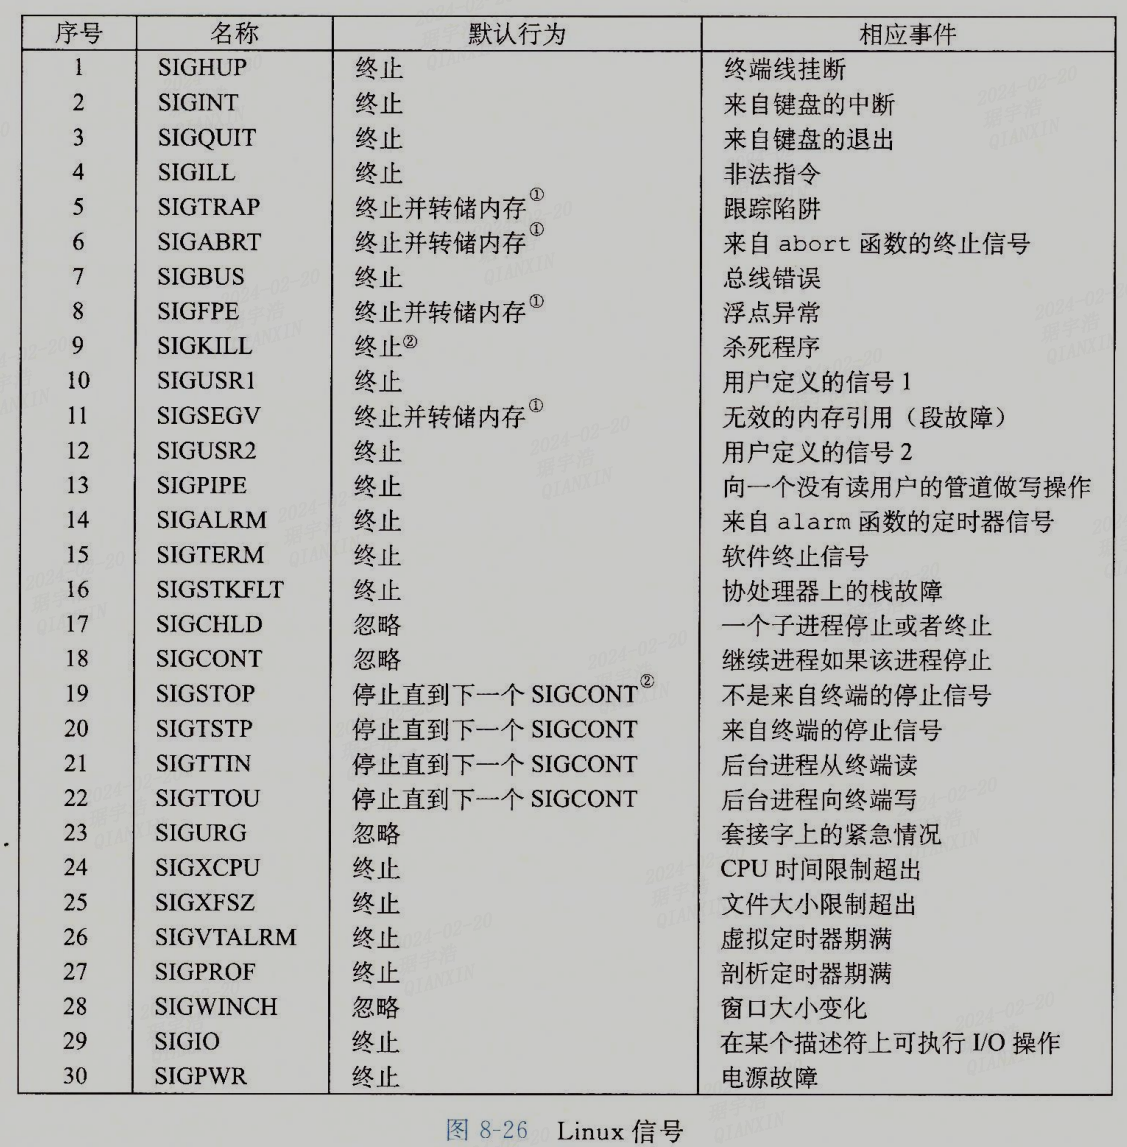 序号 名称 默认行为 相应事件
1 SIGHUP 终止 终端线挂断
2 SIGINT 终止 来自键盘的中断
3 SIGQUIT 终止 来自键盘的退出
4 SIGILL 终止 非法指令
5 SIGTRAP 终止并转储内存① 跟踪陷阱
6 SIGABRT 终止并转储内存① 来自 abort 函数的终止信号
7 SIGBUS 终止 总线错误
8 SIGFPE 终止并转储内存① 浮点异常
9 SIGKILL 终止② 杀死程序
10 SIGUSR1 终止 用户定义的信号 1
11 SIGSEGV 终止并转储内存① 无效的内存引用（段故障）
12 SIGUSR2 终止 用户定义的信号 2
13 SIGPIPE 终止 向一个没有读用户的管道做写操作
14 SIGALRM 终止 来自 alarm 函数的定时器信号
15 SIGTERM 终止 软件终止信号
16 SIGSTKFLT 终止 协处理器上的栈故障
17 SIGCHLD 忽略 一个子进程停止或者终止
18 SIGCONT 忽略 继续进程如果该进程停止
19 SIGSTOP 停止直到下一个 SIGCONT② 不是来自终端的停止信号
20 SIGTSTP 停止直到下一个 SIGCONT 来自终端的停止信号
21 SIGTTIN 停止直到下一个 SIGCONT 后台进程从终端读
22 SIGTTOU 停止直到下一个 SIGCONT 后台进程向终端写
23 SIGURG 忽略 套接字上的紧急情况
24 SIGXCPU 终止 CPU 时间限制超出
25 SIGXFSZ 终止 文件大小限制超出
26 SIGVTALRM 终止 虚拟定时器期满
27 SIGPROF 终止 剖析定时器期满
28 SIGWINCH 忽略 窗口大小变化
29 SIGIO 终止 在某个描述符上可执行 I/O 操作
30 SIGPWR 终止 电源故障
图 8-26 Linux 信号